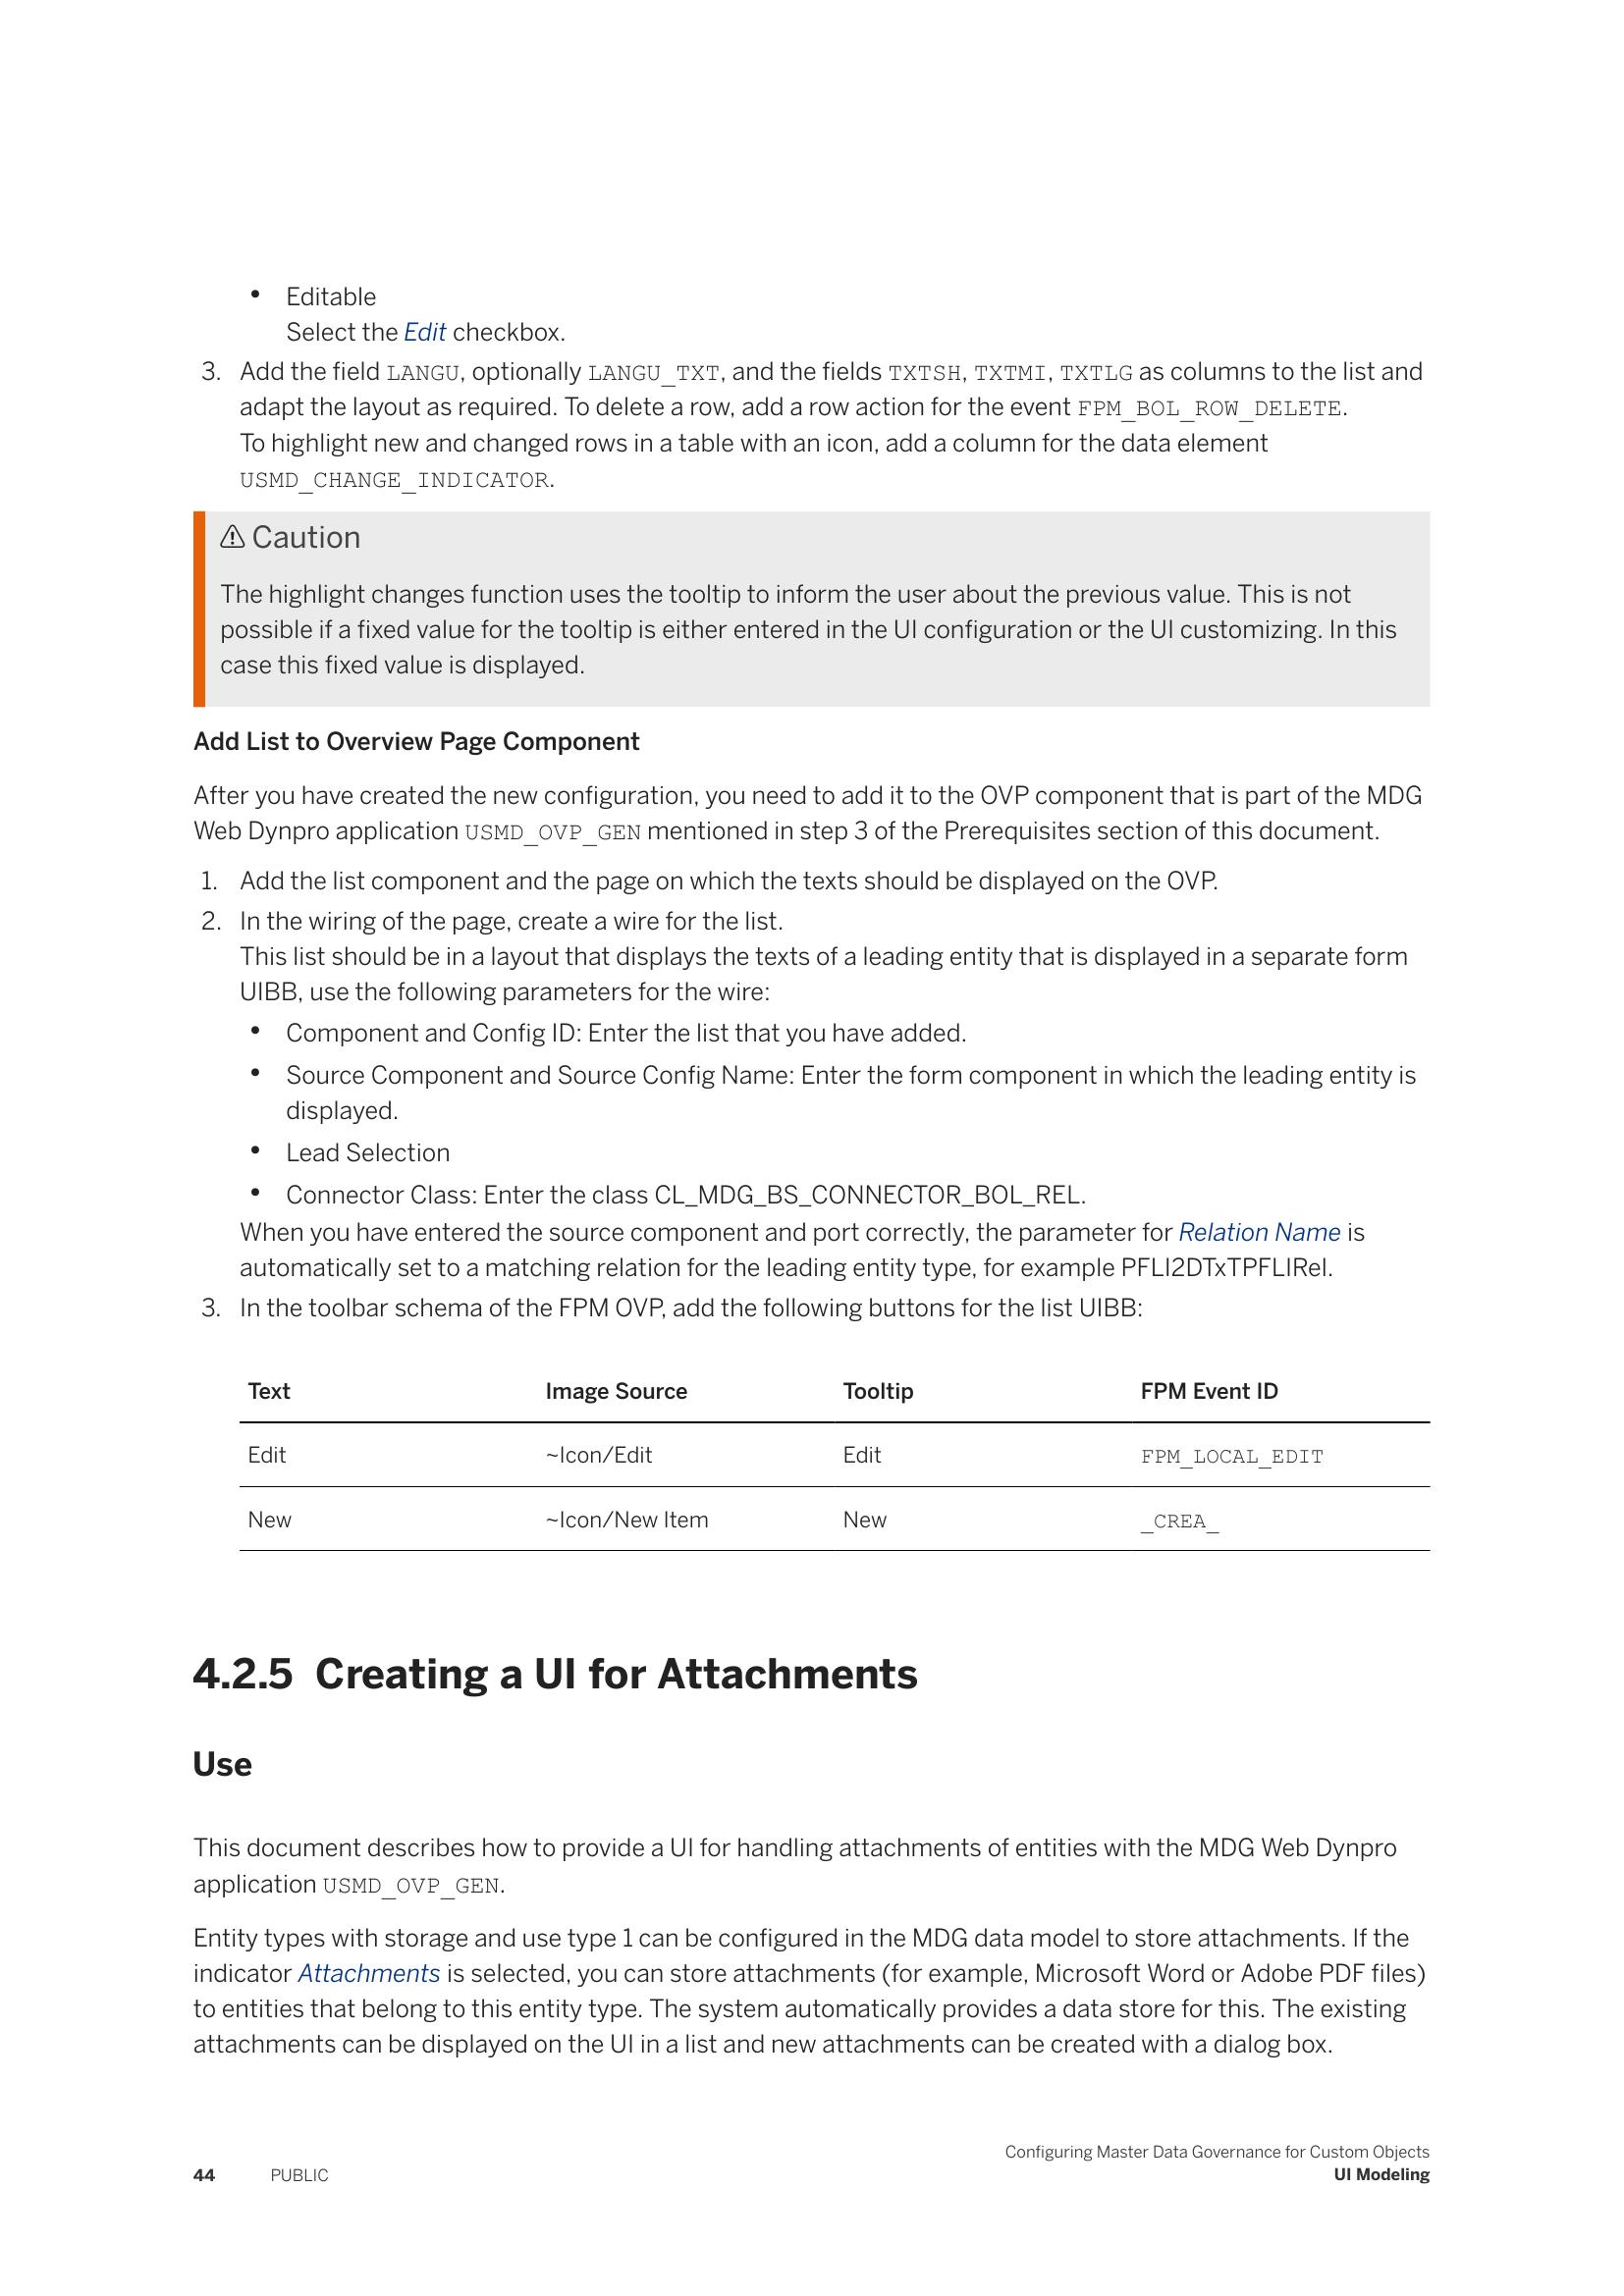 • Editable
Select the Edit checkbox.
3. Add the field LANGU, optionally LANGU_TXT, and the fields TXTSH, TXTMI, TXTLG as columns to the list and
adapt the layout as required. To delete a row, add a row action for the event FPM_BOL_ROW_DELETE.
To highlight new and changed rows in a table with an icon, add a column for the data element
USMD_CHANGE_INDICATOR.
⚠ Caution
The highlight changes function uses the tooltip to inform the user about the previous value. This is not
possible if a fixed value for the tooltip is either entered in the UI configuration or the UI customizing. In this
case this fixed value is displayed.
Add List to Overview Page Component
After you have created the new configuration, you need to add it to the OVP component that is part of the MDG
Web Dynpro application USMD_OVP_GEN mentioned in step 3 of the Prerequisites section of this document.
1. Add the list component and the page on which the texts should be displayed on the OVP.
2. In the wiring of the page, create a wire for the list.
This list should be in a layout that displays the texts of a leading entity that is displayed in a separate form
UIBB, use the following parameters for the wire:
• Component and Config ID: Enter the list that you have added.
• Source Component and Source Config Name: Enter the form component in which the leading entity is
displayed.
• Lead Selection
• Connector Class: Enter the class CL_MDG_BS_CONNECTOR_BOL_REL.
When you have entered the source component and port correctly, the parameter for Relation Name is
automatically set to a matching relation for the leading entity type, for example PFLI2DTxTPFLIRel.
3. In the toolbar schema of the FPM OVP, add the following buttons for the list UIBB:
Text Image Source Tooltip FPM Event ID
Edit ~Icon/Edit Edit FPM_LOCAL_EDIT
New ~Icon/New Item New _CREA_
4.2.5 Creating a UI for Attachments
Use
This document describes how to provide a UI for handling attachments of entities with the MDG Web Dynpro
application USMD_OVP_GEN.
Entity types with storage and use type 1 can be configured in the MDG data model to store attachments. If the
indicator Attachments is selected, you can store attachments (for example, Microsoft Word or Adobe PDF files)
to entities that belong to this entity type. The system automatically provides a data store for this. The existing
attachments can be displayed on the UI in a list and new attachments can be created with a dialog box.
Configuring Master Data Governance for Custom Objects
44 PUBLIC UI Modeling